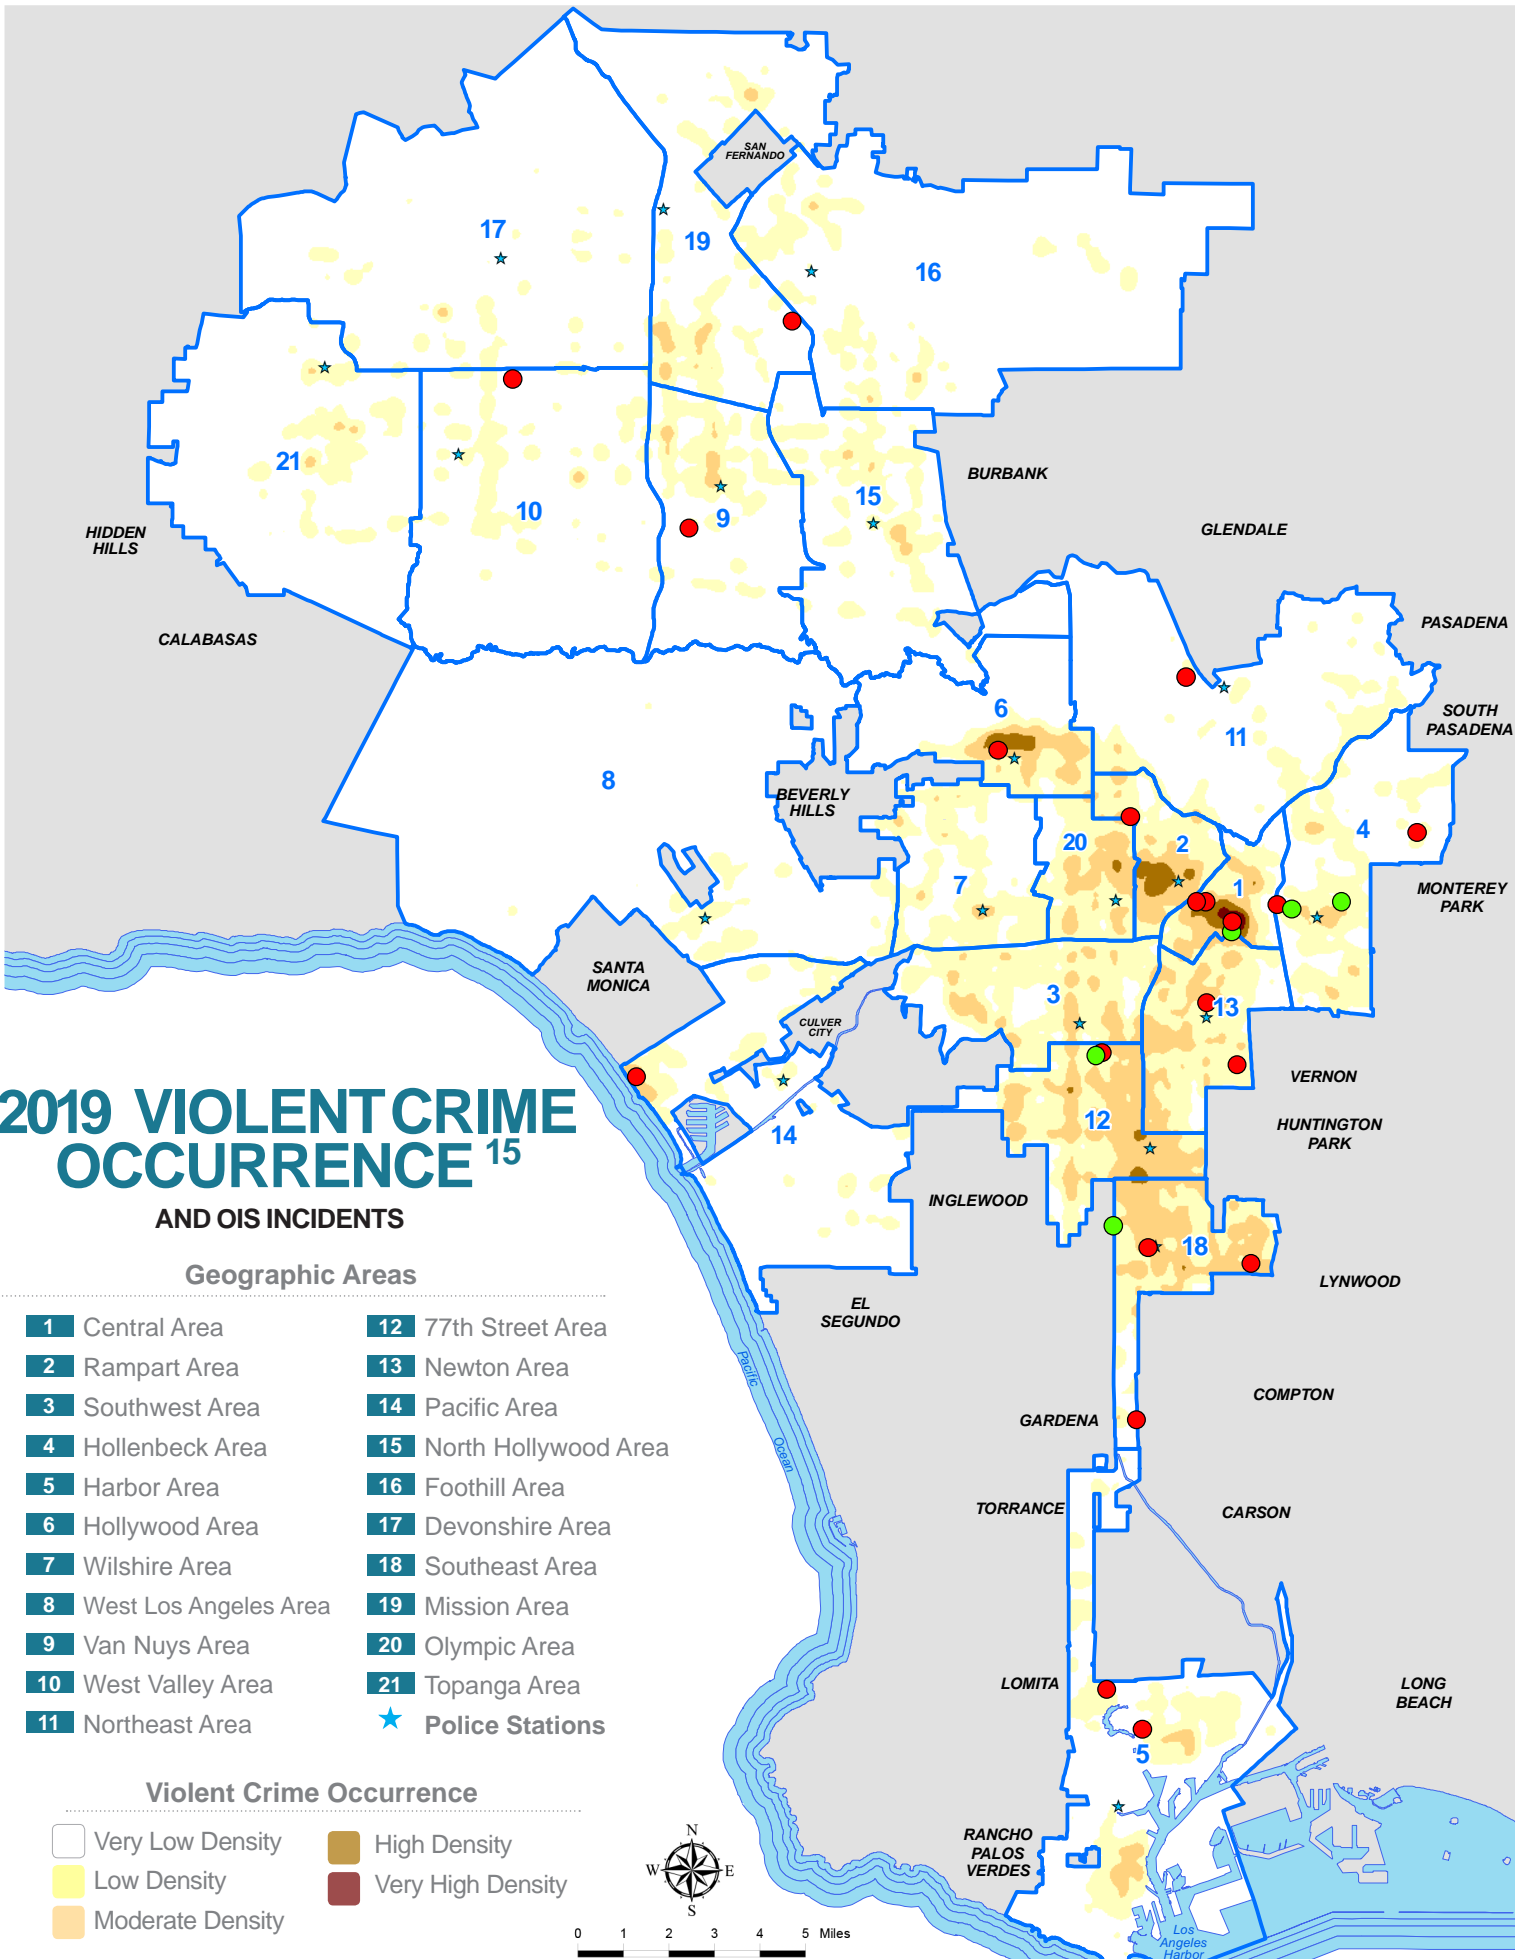 SAN
FERNANDO
17
19
16
21
10
9
15
BURBANK
GLENDALE
HIDDEN
HILLS
CALABASAS
PASADENA
SOUTH
PASADENA
6
11
8
BEVERLY
HILLS
20
2
4
7
1
MONTEREY
PARK
SANTA
MONICA
3
13
CULVER
CITY
VERNON
12
14
HUNTINGTON
PARK
INGLEWOOD
18
LYNWOOD
EL
SEGUNDO
Pacific
Ocean
COMPTON
GARDENA
TORRANCE
CARSON
LOMITA
LONG
BEACH
5
RANCHO
PALOS
VERDES
Los
Angeles
Harbor
2019 VIOLENT CRIME
OCCURRENCE 15
AND OIS INCIDENTS
Geographic Areas
1 Central Area
2 Rampart Area
3 Southwest Area
4 Hollenbeck Area
5 Harbor Area
6 Hollywood Area
7 Wilshire Area
8 West Los Angeles Area
9 Van Nuys Area
10 West Valley Area
11 Northeast Area
12 77th Street Area
13 Newton Area
14 Pacific Area
15 North Hollywood Area
16 Foothill Area
17 Devonshire Area
18 Southeast Area
19 Mission Area
20 Olympic Area
21 Topanga Area
Police Stations
Violent Crime Occurrence
Very Low Density
Low Density
Moderate Density
High Density
Very High Density
N
W E
S
0 1 2 3 4 5 Miles